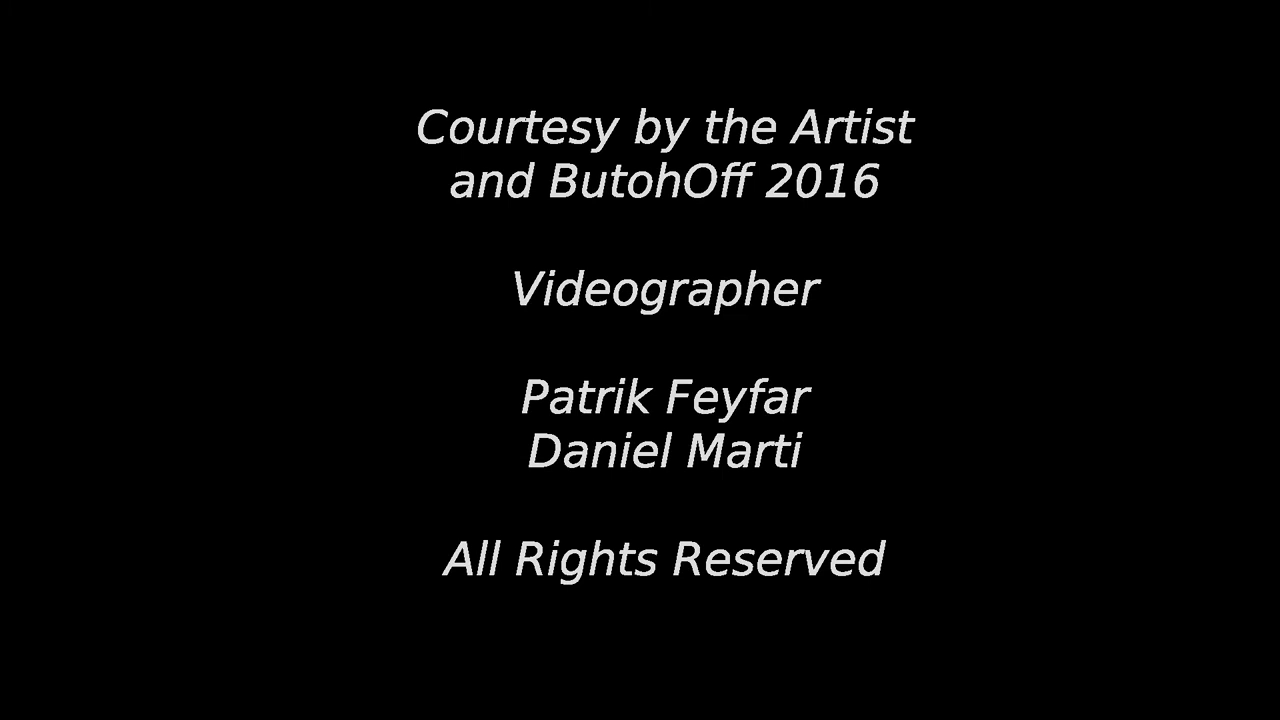 Courtesy by the Artist
and ButohOff 2016
Videographer
Patrik Feyfar
Daniel Marti
All Rights Reserved